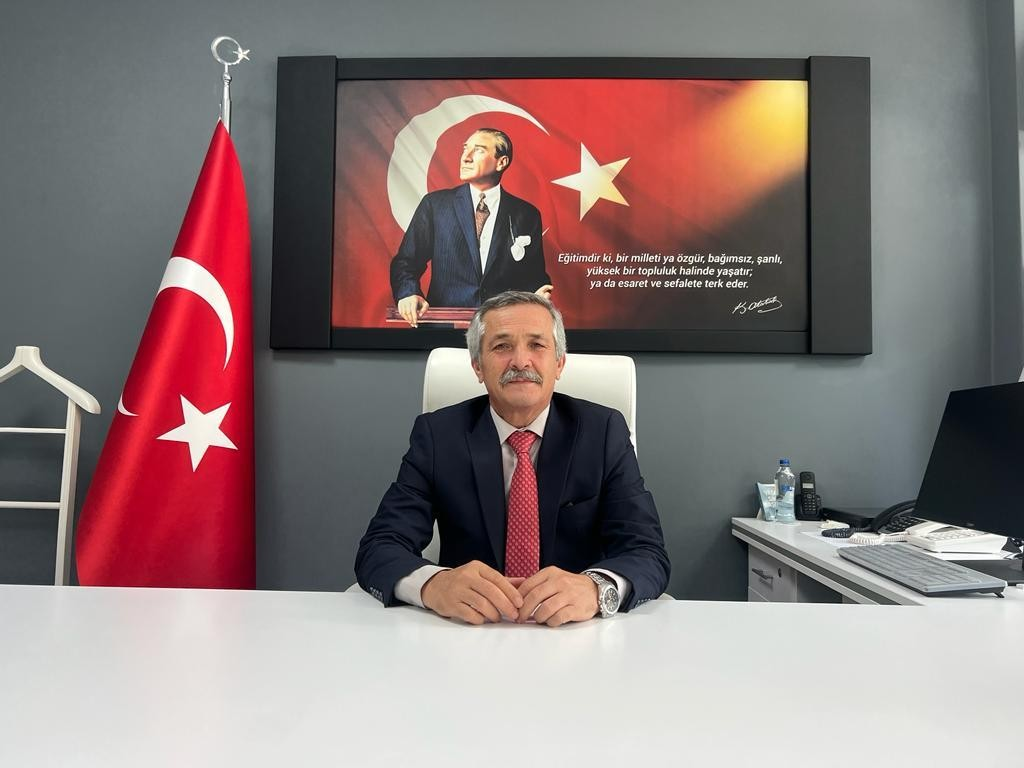 Eğitimdir ki, bir milleti ya özgür, bağımsız, şanlı,
yüksek bir topluluk halinde yaşatır;
ya da esaret ve sefalete terk eder.
K. Atatürk